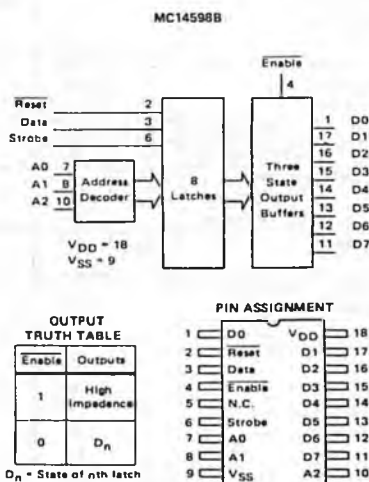 MC14598B
Enable
4
Reset 2
Data 3
Strobe 6
A0 7
A1 8
A2 10
Address
Decoder
8
Latches
Three
State
Output
Buffers
1 D0
17 D1
16 D2
15 D3
14 D4
13 D5
12 D6
11 D7
VDD = 18
VSS = 9
OUTPUT
TRUTH TABLE
Enable Outputs
1 High
Impedance
0 Dn
Dn = State of nth latch
PIN ASSIGNMENT
1 D0 VDD 18
2 Reset D1 17
3 Data D2 16
4 Enable D3 15
5 N.C. D4 14
6 Strobe D5 13
7 A0 D6 12
8 A1 D7 11
9 VSS A2 10